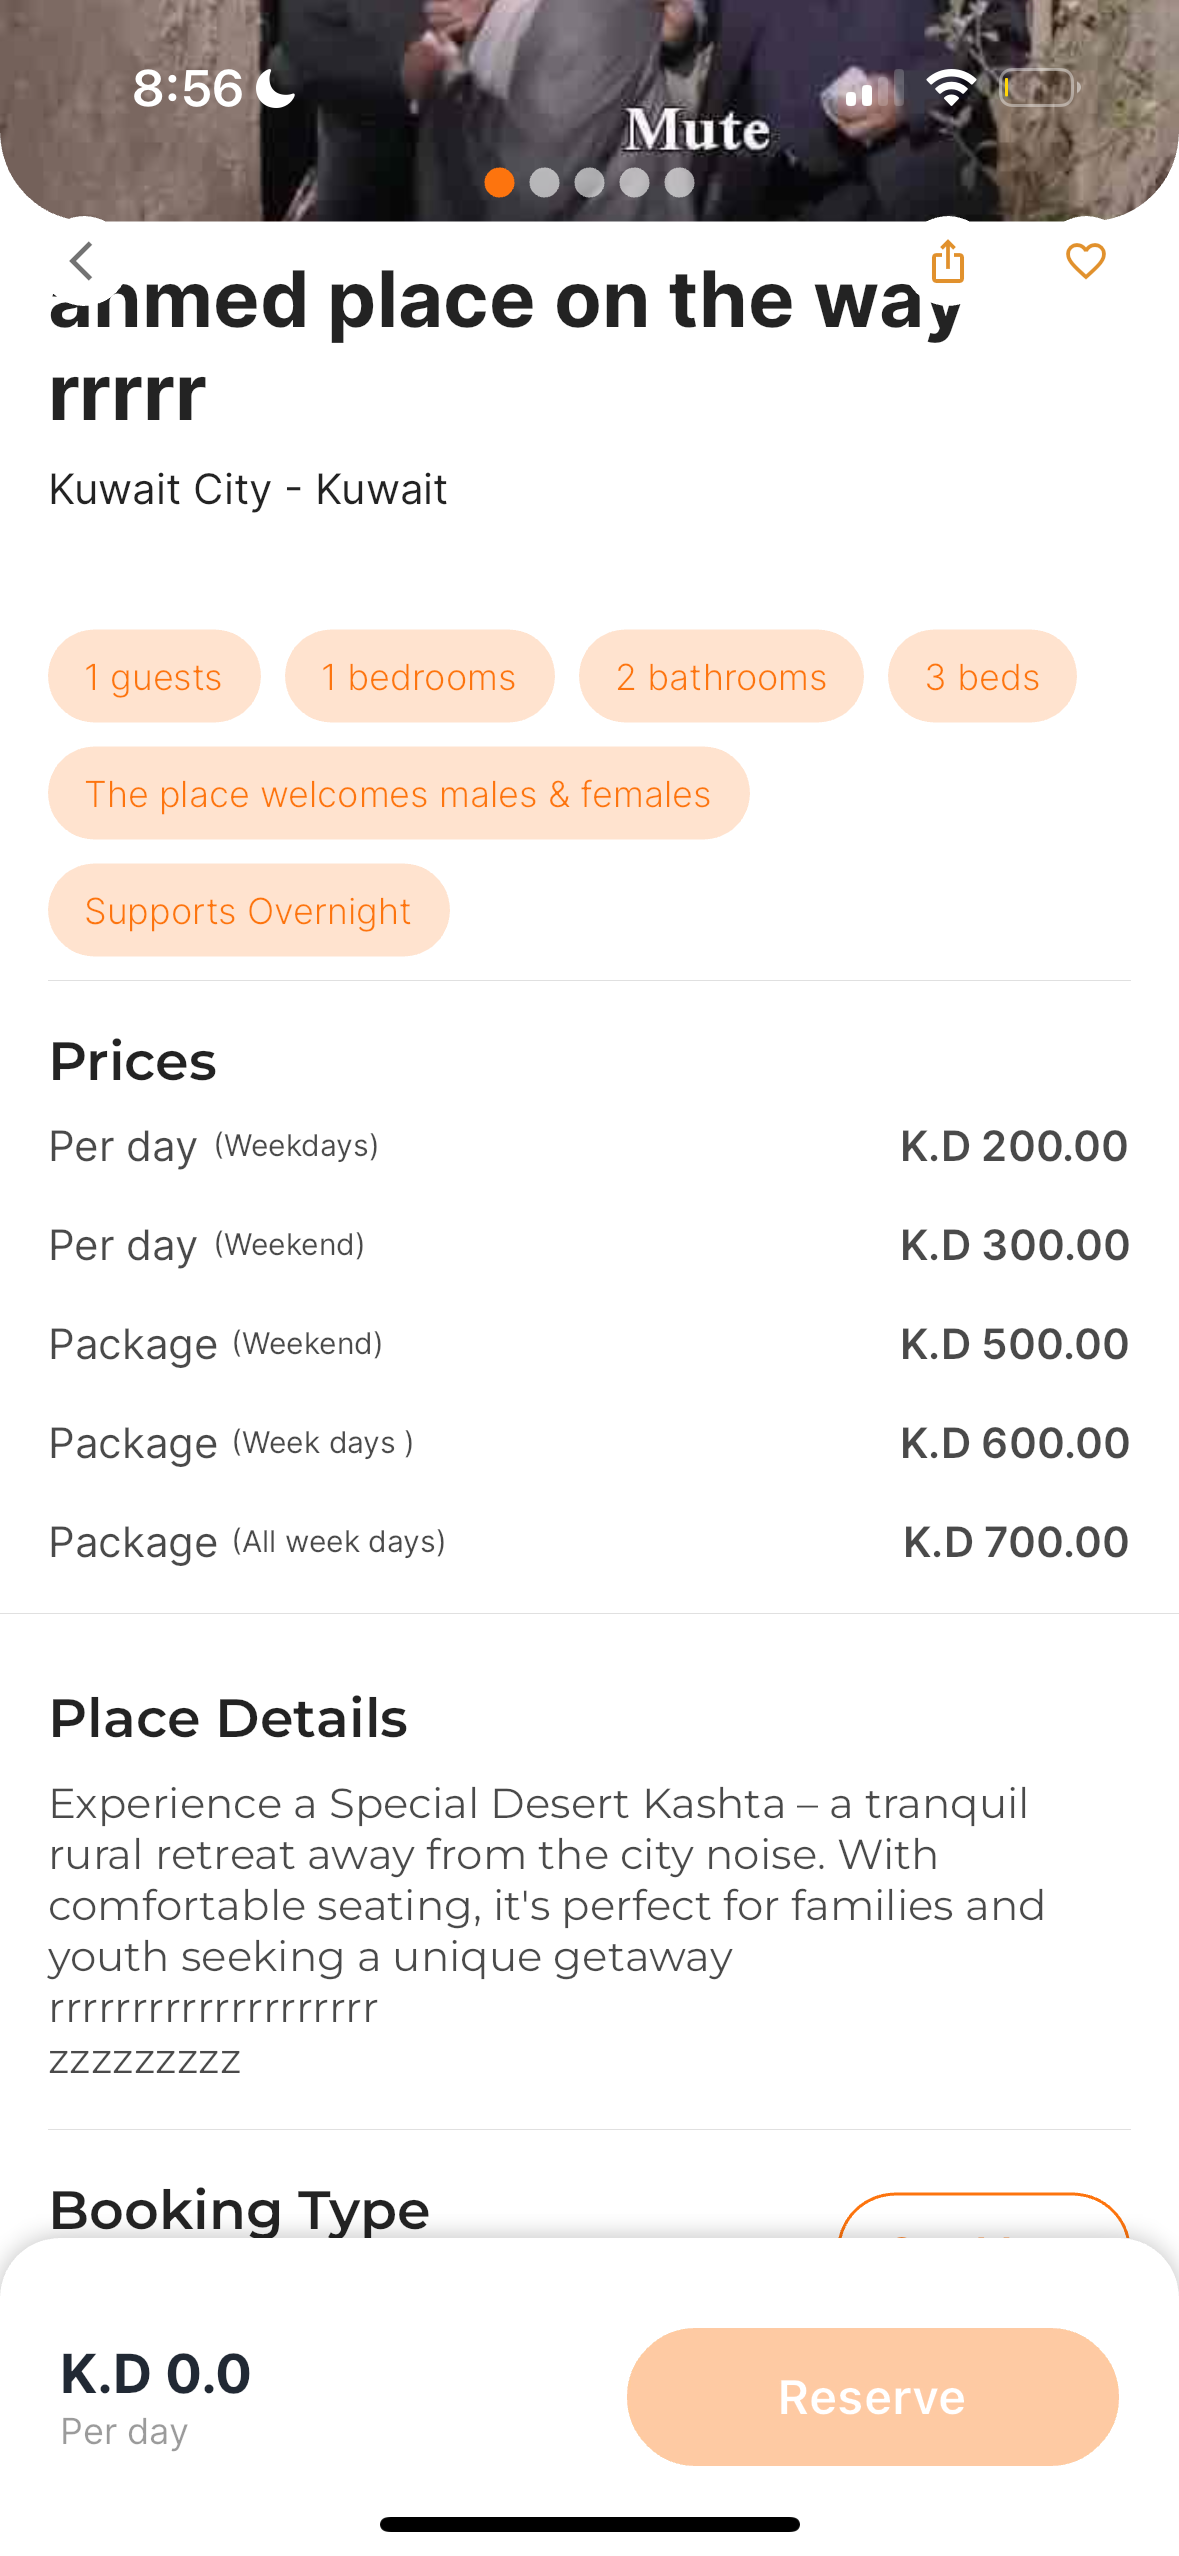 8:56
Mute
ahmed place on the way
rrrrr
Kuwait City - Kuwait
1 guests
1 bedrooms
2 bathrooms
3 beds
The place welcomes males & females
Supports Overnight
Prices
Per day (Weekdays) K.D 200.00
Per day (Weekend) K.D 300.00
Package (Weekend) K.D 500.00
Package (Week days ) K.D 600.00
Package (All week days) K.D 700.00
Place Details
Experience a Special Desert Kashta – a tranquil
rural retreat away from the city noise. With
comfortable seating, it's perfect for families and
youth seeking a unique getaway
rrrrrrrrrrrrrrrrrrrr
zzzzzzzzz
Booking Type
K.D 0.0
Per day
Reserve